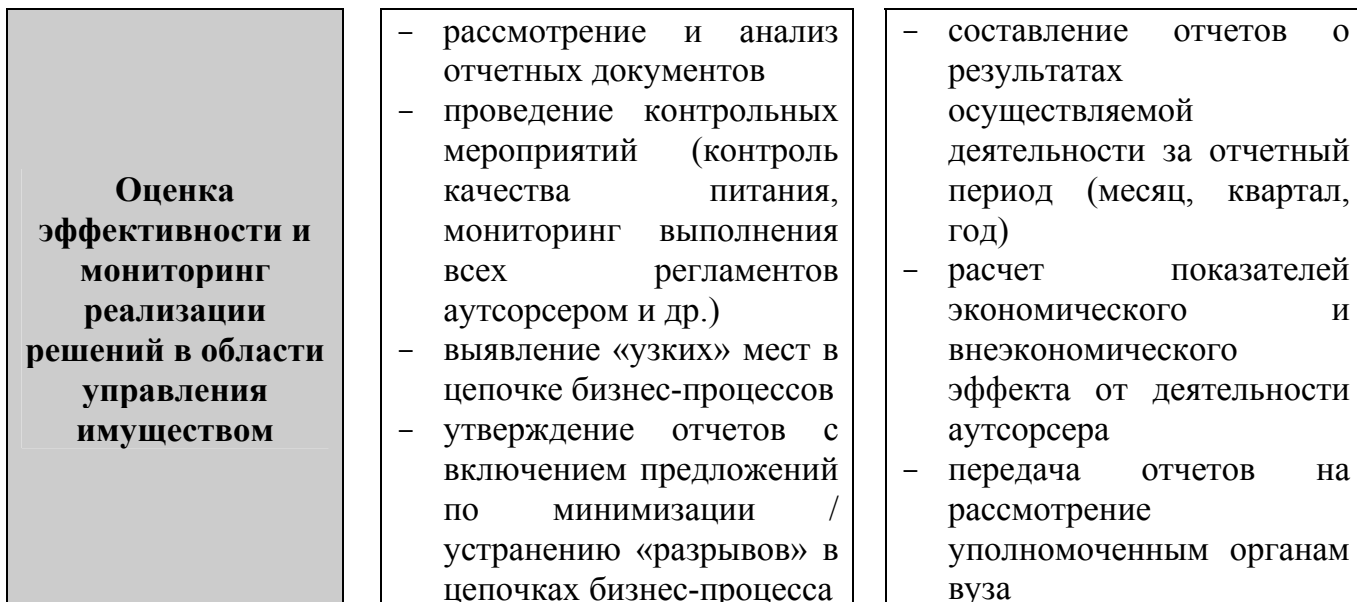 Оценка
эффективности и
мониторинг
реализации
решений в области
управления
имуществом
− рассмотрение и анализ
отчетных документов
− проведение контрольных
мероприятий (контроль
качества питания,
мониторинг выполнения
всех регламентов
аутсорсером и др.)
− выявление «узких» мест в
цепочке бизнес-процессов
− утверждение отчетов с
включением предложений
по минимизации /
устранению «разрывов» в
цепочках бизнес-процесса
− составление отчетов о
результатах
осуществляемой
деятельности за отчетный
период (месяц, квартал,
год)
− расчет показателей
экономического и
внеэкономического
эффекта от деятельности
аутсорсера
− передача отчетов на
рассмотрение
уполномоченным органам
вуза